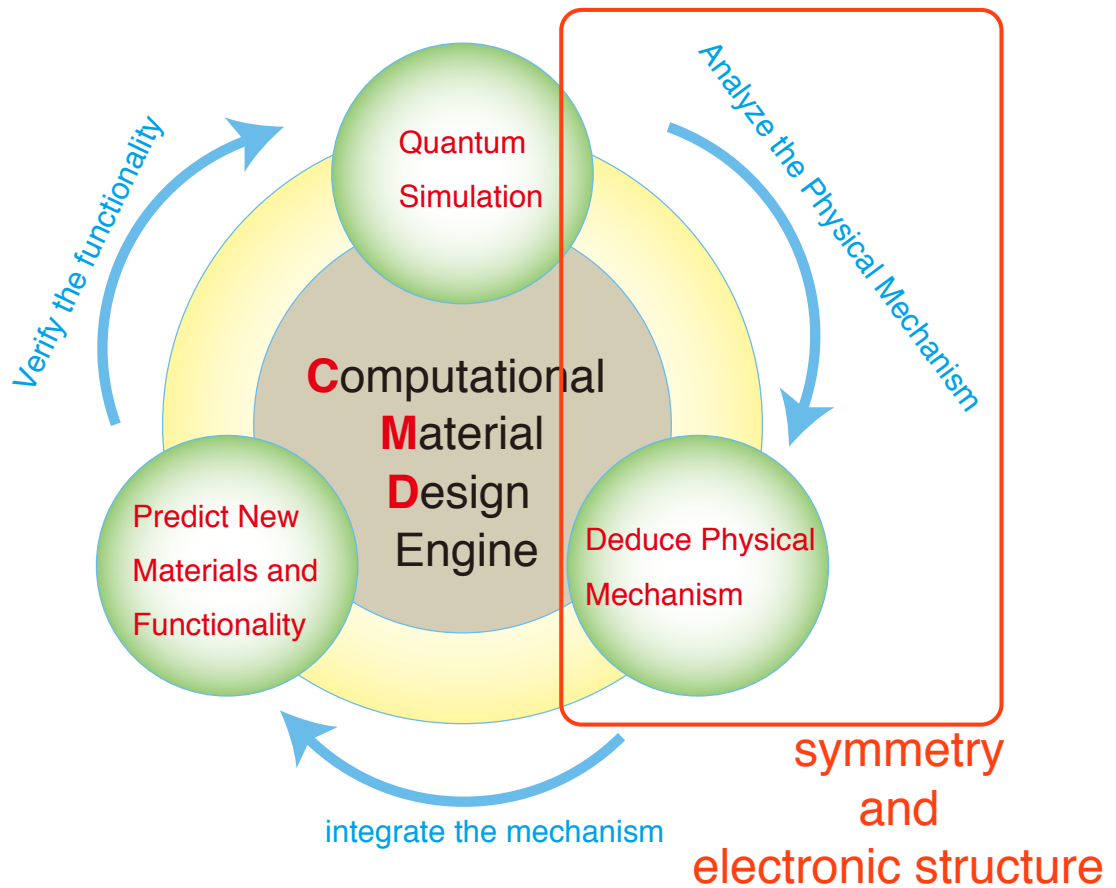 Quantum
Simulation
Analyze the Physical Mechanism
Verify the functionality
Computational
Material
Design
Engine
Predict New
Materials and
Functionality
Deduce Physical
Mechanism
integrate the mechanism
symmetry
and
electronic structure